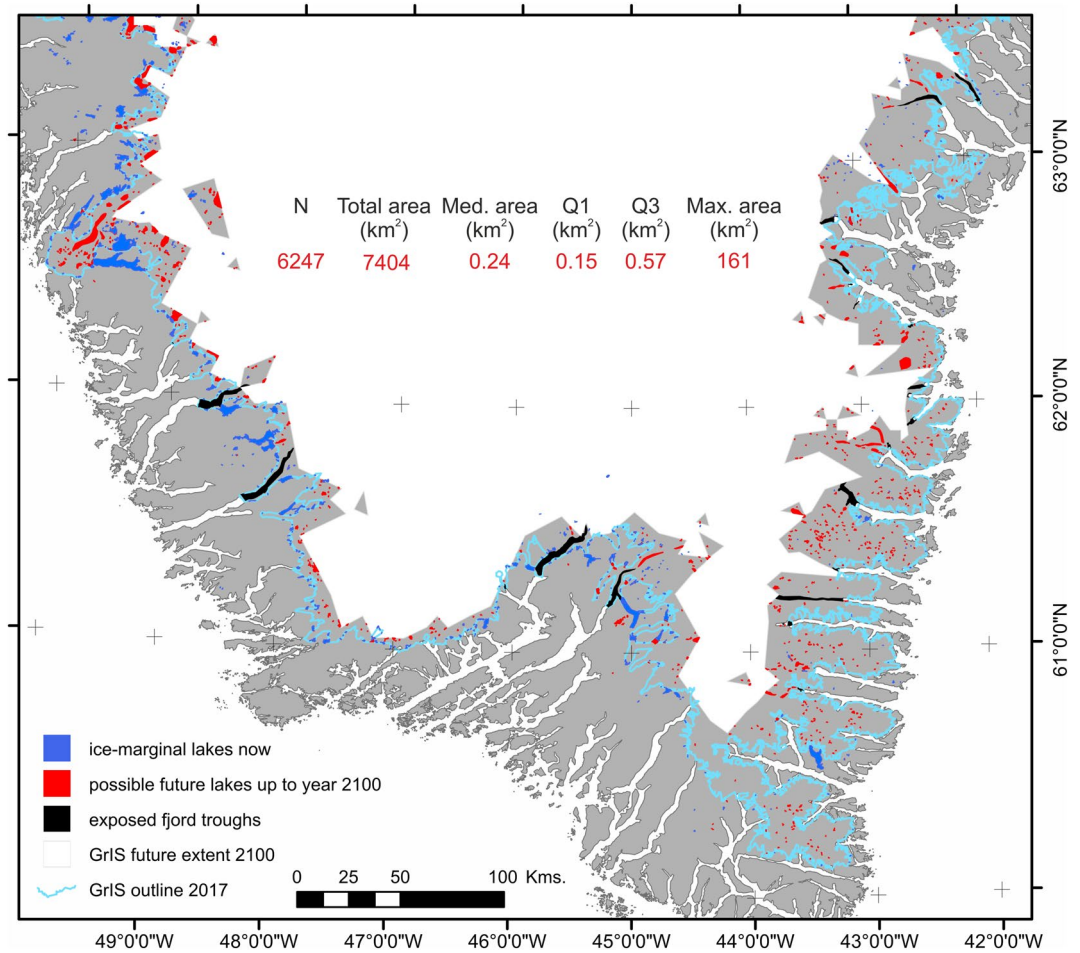 N Total area Med. area Q1 Q3 Max. area
(km²) (km²) (km²) (km²) (km²)
6247 7404 0.24 0.15 0.57 161
63°0'0"N
62°0'0"N
61°0'0"N
ice-marginal lakes now
possible future lakes up to year 2100
exposed fjord troughs
GrIS future extent 2100
GrIS outline 2017
0 25 50 100 Kms.
49°0'0"W 48°0'0"W 47°0'0"W 46°0'0"W 45°0'0"W 44°0'0"W 43°0'0"W 42°0'0"W